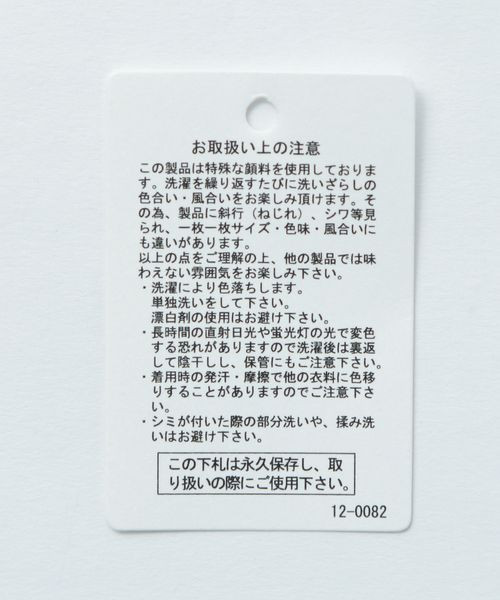 お取扱い上の注意
この製品は特殊な顔料を使用しておりま
す。洗濯を繰り返すたびに洗いざらしの
色合い・風合いをお楽しみ頂けます。そ
の為、製品に斜行（ねじれ）、シワ等見
られ、一枚一枚サイズ・色味・風合いに
も違いがあります。
以上の点をご理解の上、他の製品では味
わえない雰囲気をお楽しみ下さい。
・洗濯により色落ちします。
単独洗いをして下さい。
漂白剤の使用はお避け下さい。
・長時間の直射日光や蛍光灯の光で変色
する恐れがありますので洗濯後は裏返
して陰干しし、保管にもご注意下さい。
・着用時の発汗・摩擦で他の衣料に色移
りすることがありますのでご注意下さ
い。
・シミが付いた際の部分洗いや、揉み洗
いはお避け下さい。
この下札は永久保存し、取
り扱いの際にご使用下さい。
12-0082